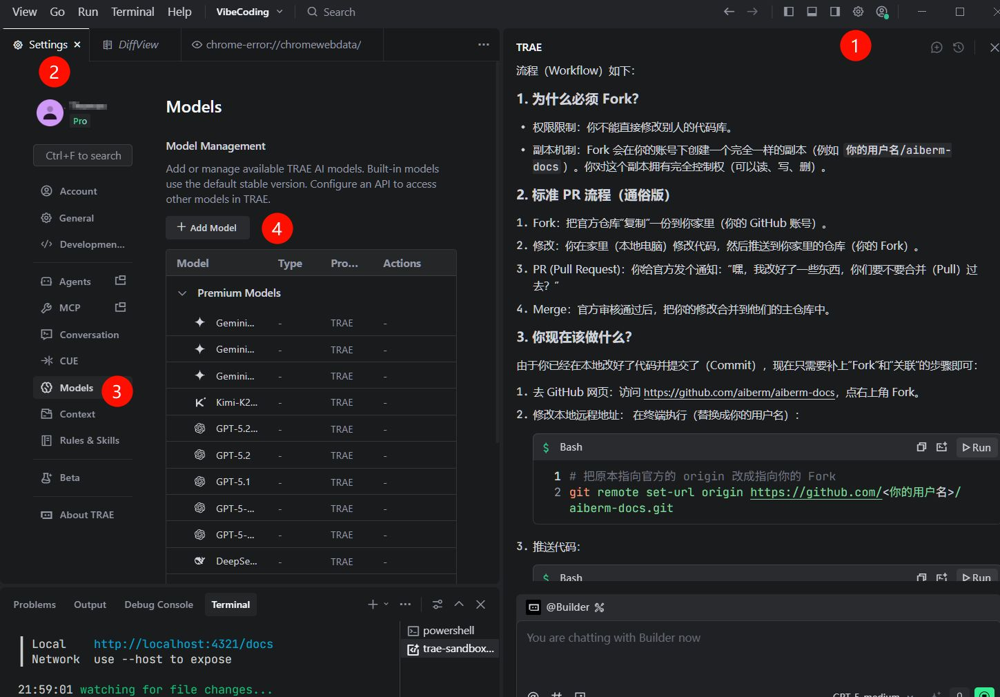 View Go Run Terminal Help VibeCoding Search
Settings DiffView chrome-error://chromewebdata/
1
2
Pro
Ctrl+F to search
Account
General
Developmen...
Agents
MCP
Conversation
CUE
Models
3
Context
Rules & Skills
Beta
About TRAE
Models
Model Management
Add or manage available TRAE AI models. Built-in models
use the default stable version. Configure an API to access
other models in TRAE.
Add Model
4
Model Type Pro... Actions
Premium Models
Gemini... - TRAE -
Gemini... - TRAE -
Gemini... - TRAE -
Kimi-K2... - TRAE -
GPT-5.2... - TRAE -
GPT-5.2 - TRAE -
GPT-5.1 - TRAE -
GPT-5-... - TRAE -
GPT-5-... - TRAE -
DeepSe... - TRAE -
Problems Output Debug Console Terminal
Local http://localhost:4321/docs
Network use --host to expose
21:59:01 watching for file changes...
powershell
trae-sandbox...
TRAE
流程（Workflow）如下：
1. 为什么必须 Fork？
• 权限限制：你不能直接修改别人的代码库。
• 副本机制：Fork 会在你的账号下创建一个完全一样的副本（例如 你的用户名/aiberm-
docs ）。你对这个副本拥有完全控制权（可以读、写、删）。
2. 标准 PR 流程（通俗版）
1. Fork：把官方仓库“复制”一份到你家里（你的 GitHub 账号）。
2. 修改：你在家里（本地电脑）修改代码，然后推送到你家里的仓库（你的 Fork）。
3. PR (Pull Request)：你给官方发个通知：“嘿，我改好了一些东西，你们要不要合并（Pull）过
去？”
4. Merge：官方审核通过后，把你的修改合并到他们的主仓库中。
3. 你现在该做什么？
由于你已经在本地改好了代码并提交了（Commit），现在只需要补上“Fork”和“关联”的步骤即可：
1. 去 GitHub 网页：访问 https://github.com/aiberm/aiberm-docs，点右上角 Fork。
2. 修改本地远程地址： 在终端执行（替换成你的用户名）：
$ Bash Run
1 # 把原本指向官方的 origin 改成指向你的 Fork
2 git remote set-url origin https://github.com/<你的用户名>/
aiberm-docs.git
3. 推送代码：
$ Bash Run
@Builder
You are chatting with Builder now
GPT-5-medium